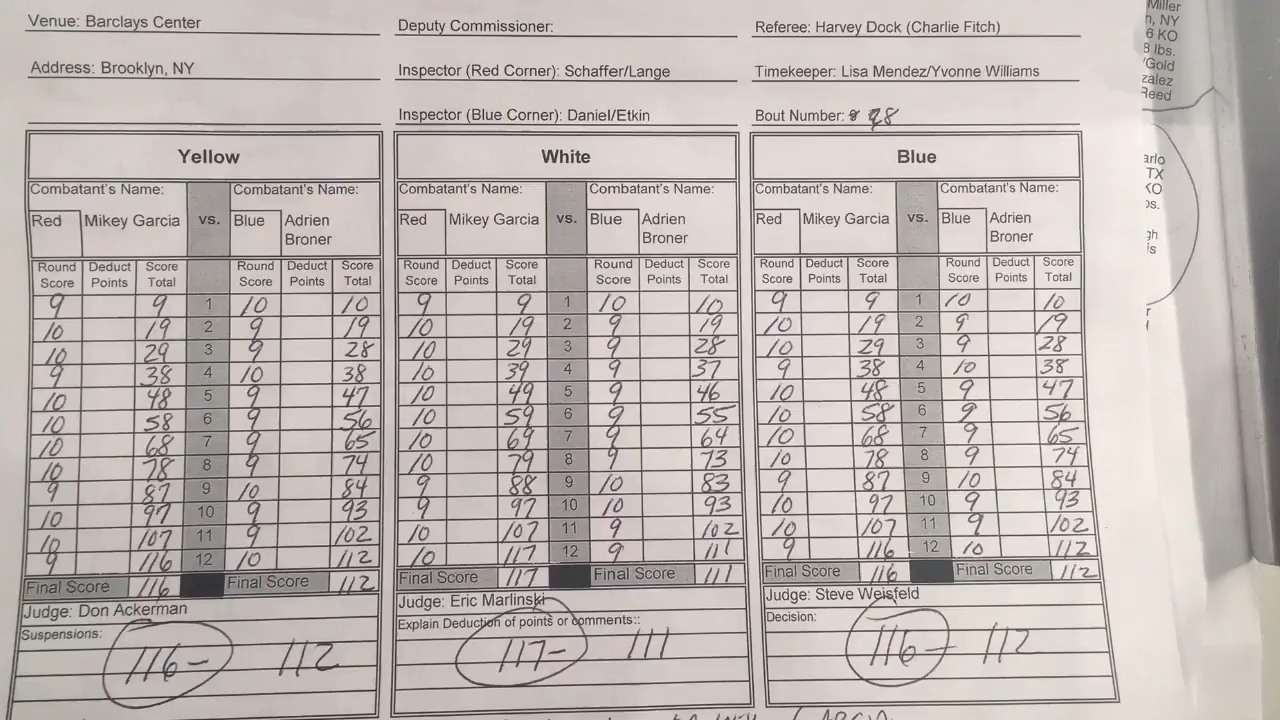 Venue: Barclays Center Deputy Commissioner: Referee: Harvey Dock (Charlie Fitch)
Address: Brooklyn, NY Inspector (Red Corner): Schaffer/Lange Timekeeper: Lisa Mendez/Yvonne Williams
Inspector (Blue Corner): Daniel/Etkin Bout Number: 8 28
Yellow White Blue
Combatant's Name: Combatant's Name: Combatant's Name: Combatant's Name: Combatant's Name: Combatant's Name:
Red Mikey Garcia vs. Blue Adrien Broner Red Mikey Garcia vs. Blue Adrien Broner Red Mikey Garcia vs. Blue Adrien Broner
Round Score Deduct Points Score Total Round Score Deduct Points Score Total Round Score Deduct Points Score Total Round Score Deduct Points Score Total Round Score Deduct Points Score Total Round Score Deduct Points Score Total
9 9 1 10 10 9 9 1 10 10 9 9 1 10 10
10 19 2 9 19 10 19 2 9 19 10 19 2 9 19
10 29 3 9 28 10 29 3 9 28 10 29 3 9 28
9 38 4 10 38 10 39 4 9 37 9 38 4 10 38
10 48 5 9 47 10 49 5 9 46 10 48 5 9 47
10 58 6 9 56 10 59 6 9 55 10 58 6 9 56
10 68 7 9 65 10 69 7 9 64 10 68 7 9 65
10 78 8 9 74 10 79 8 9 73 10 78 8 9 74
9 87 9 10 84 9 88 9 10 83 9 87 9 10 84
10 97 10 9 93 9 97 10 10 93 10 97 10 9 93
10 107 11 9 102 10 107 11 9 102 10 107 11 9 102
9 116 12 10 112 10 117 12 9 111 9 116 12 10 112
Final Score 116 Final Score 112 Final Score 117 Final Score 111 Final Score 116 Final Score 112
Judge: Don Ackerman Judge: Eric Marlinski Judge: Steve Weisfeld
Suspensions: Explain Deduction of points or comments:: Decision:
116 - 112 117- 111 116 - 112
Miller
NY
6 KO
8 lbs.
/Gold
zalez
Reed
arlo
TX
KO